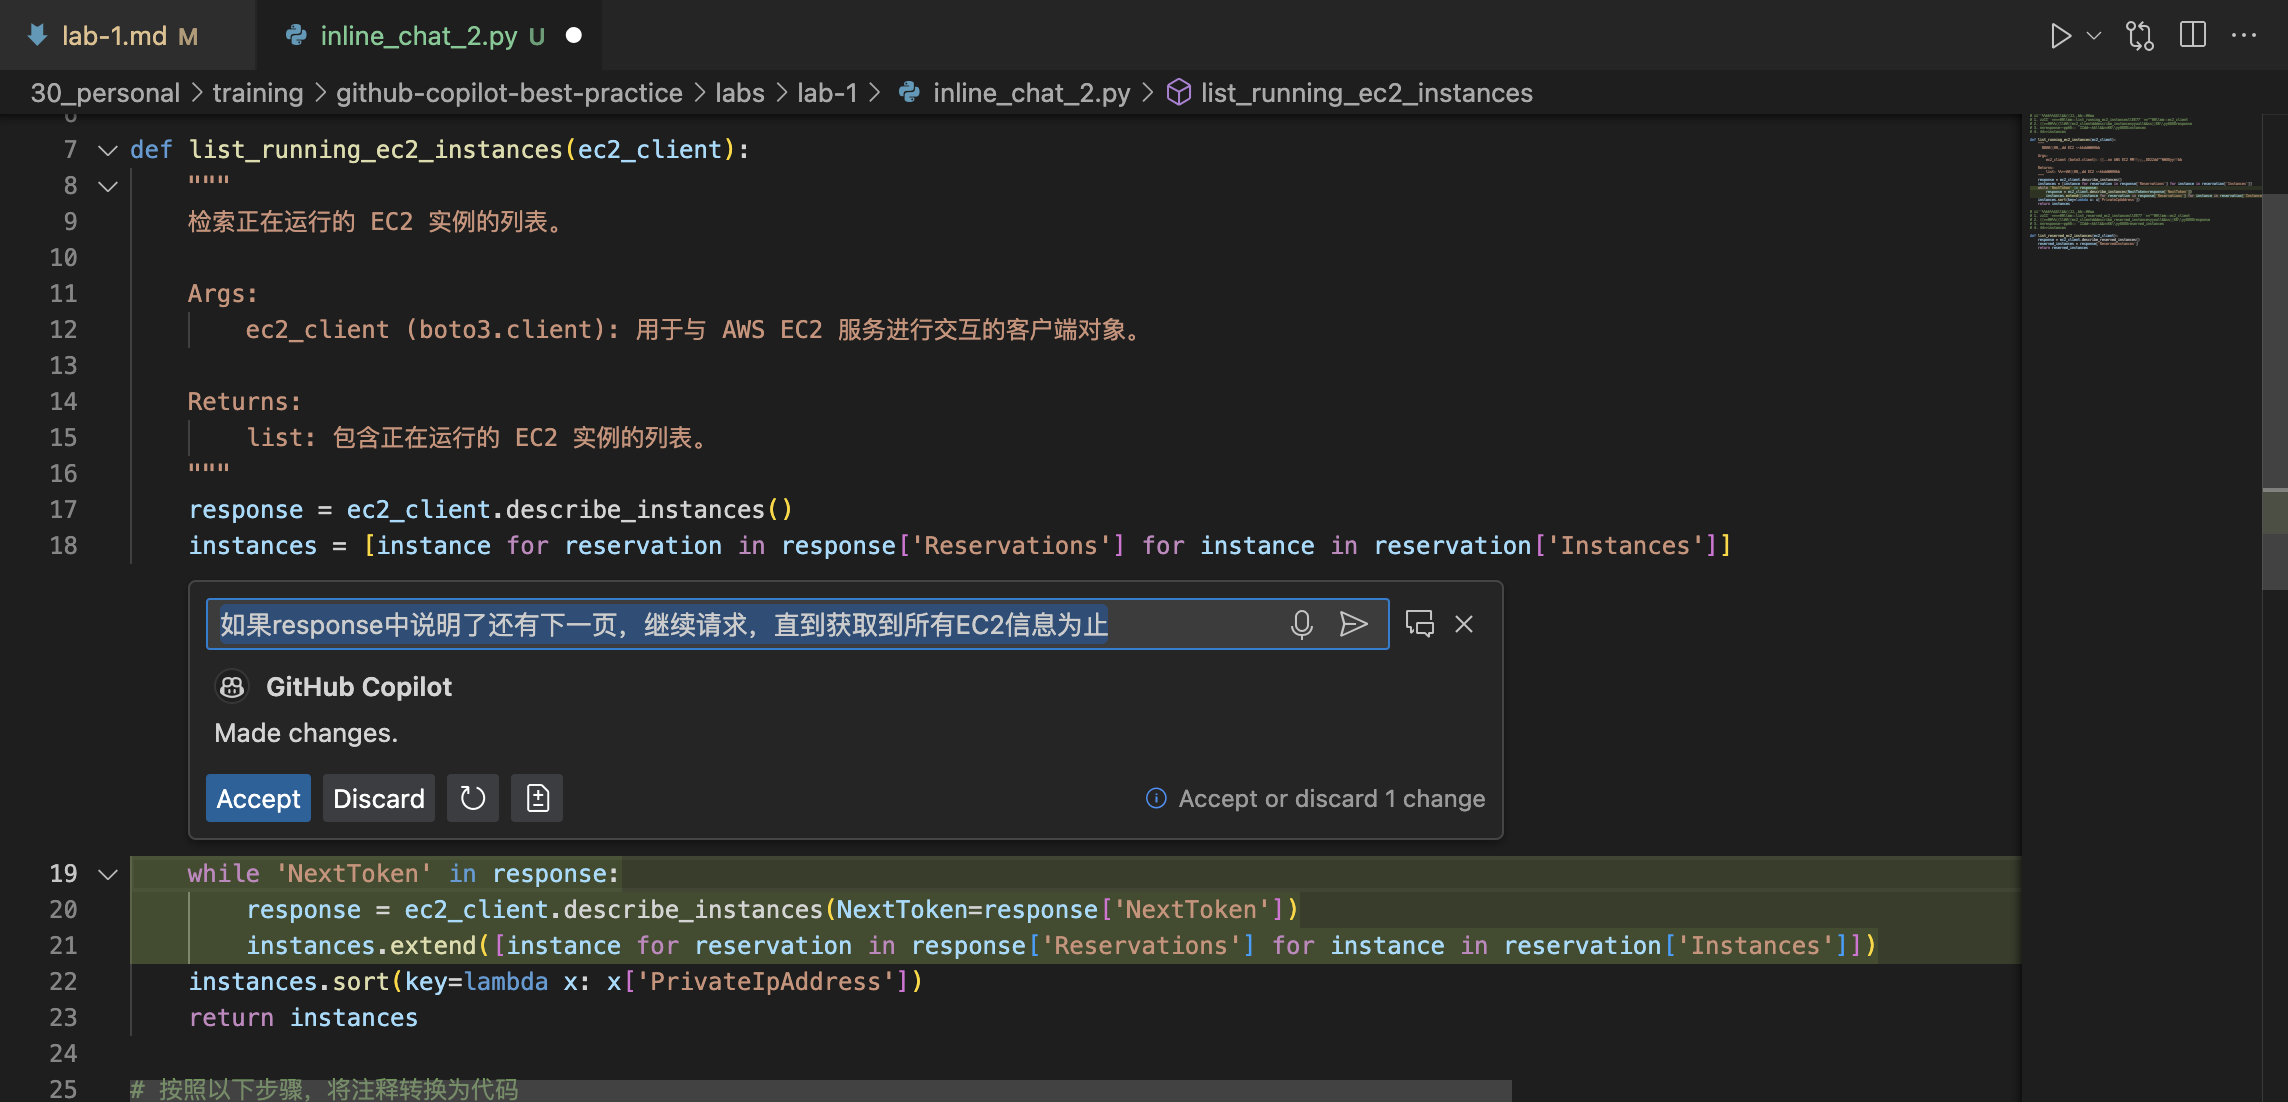 lab-1.md M
inline_chat_2.py U
30_personal > training > github-copilot-best-practice > labs > lab-1 > inline_chat_2.py > list_running_ec2_instances
7 def list_running_ec2_instances(ec2_client):
8 """
9 检索正在运行的 EC2 实例的列表。
10
11 Args:
12 ec2_client (boto3.client): 用于与 AWS EC2 服务进行交互的客户端对象。
13
14 Returns:
15 list: 包含正在运行的 EC2 实例的列表。
16 """
17 response = ec2_client.describe_instances()
18 instances = [instance for reservation in response['Reservations'] for instance in reservation['Instances']]
如果response中说明了还有下一页，继续请求，直到获取到所有EC2信息为止
GitHub Copilot
Made changes.
Accept Discard Accept or discard 1 change
19 while 'NextToken' in response:
20 response = ec2_client.describe_instances(NextToken=response['NextToken'])
21 instances.extend([instance for reservation in response['Reservations'] for instance in reservation['Instances']])
22 instances.sort(key=lambda x: x['PrivateIpAddress'])
23 return instances
24
25 # 按照以下步骤，将注释转换为代码